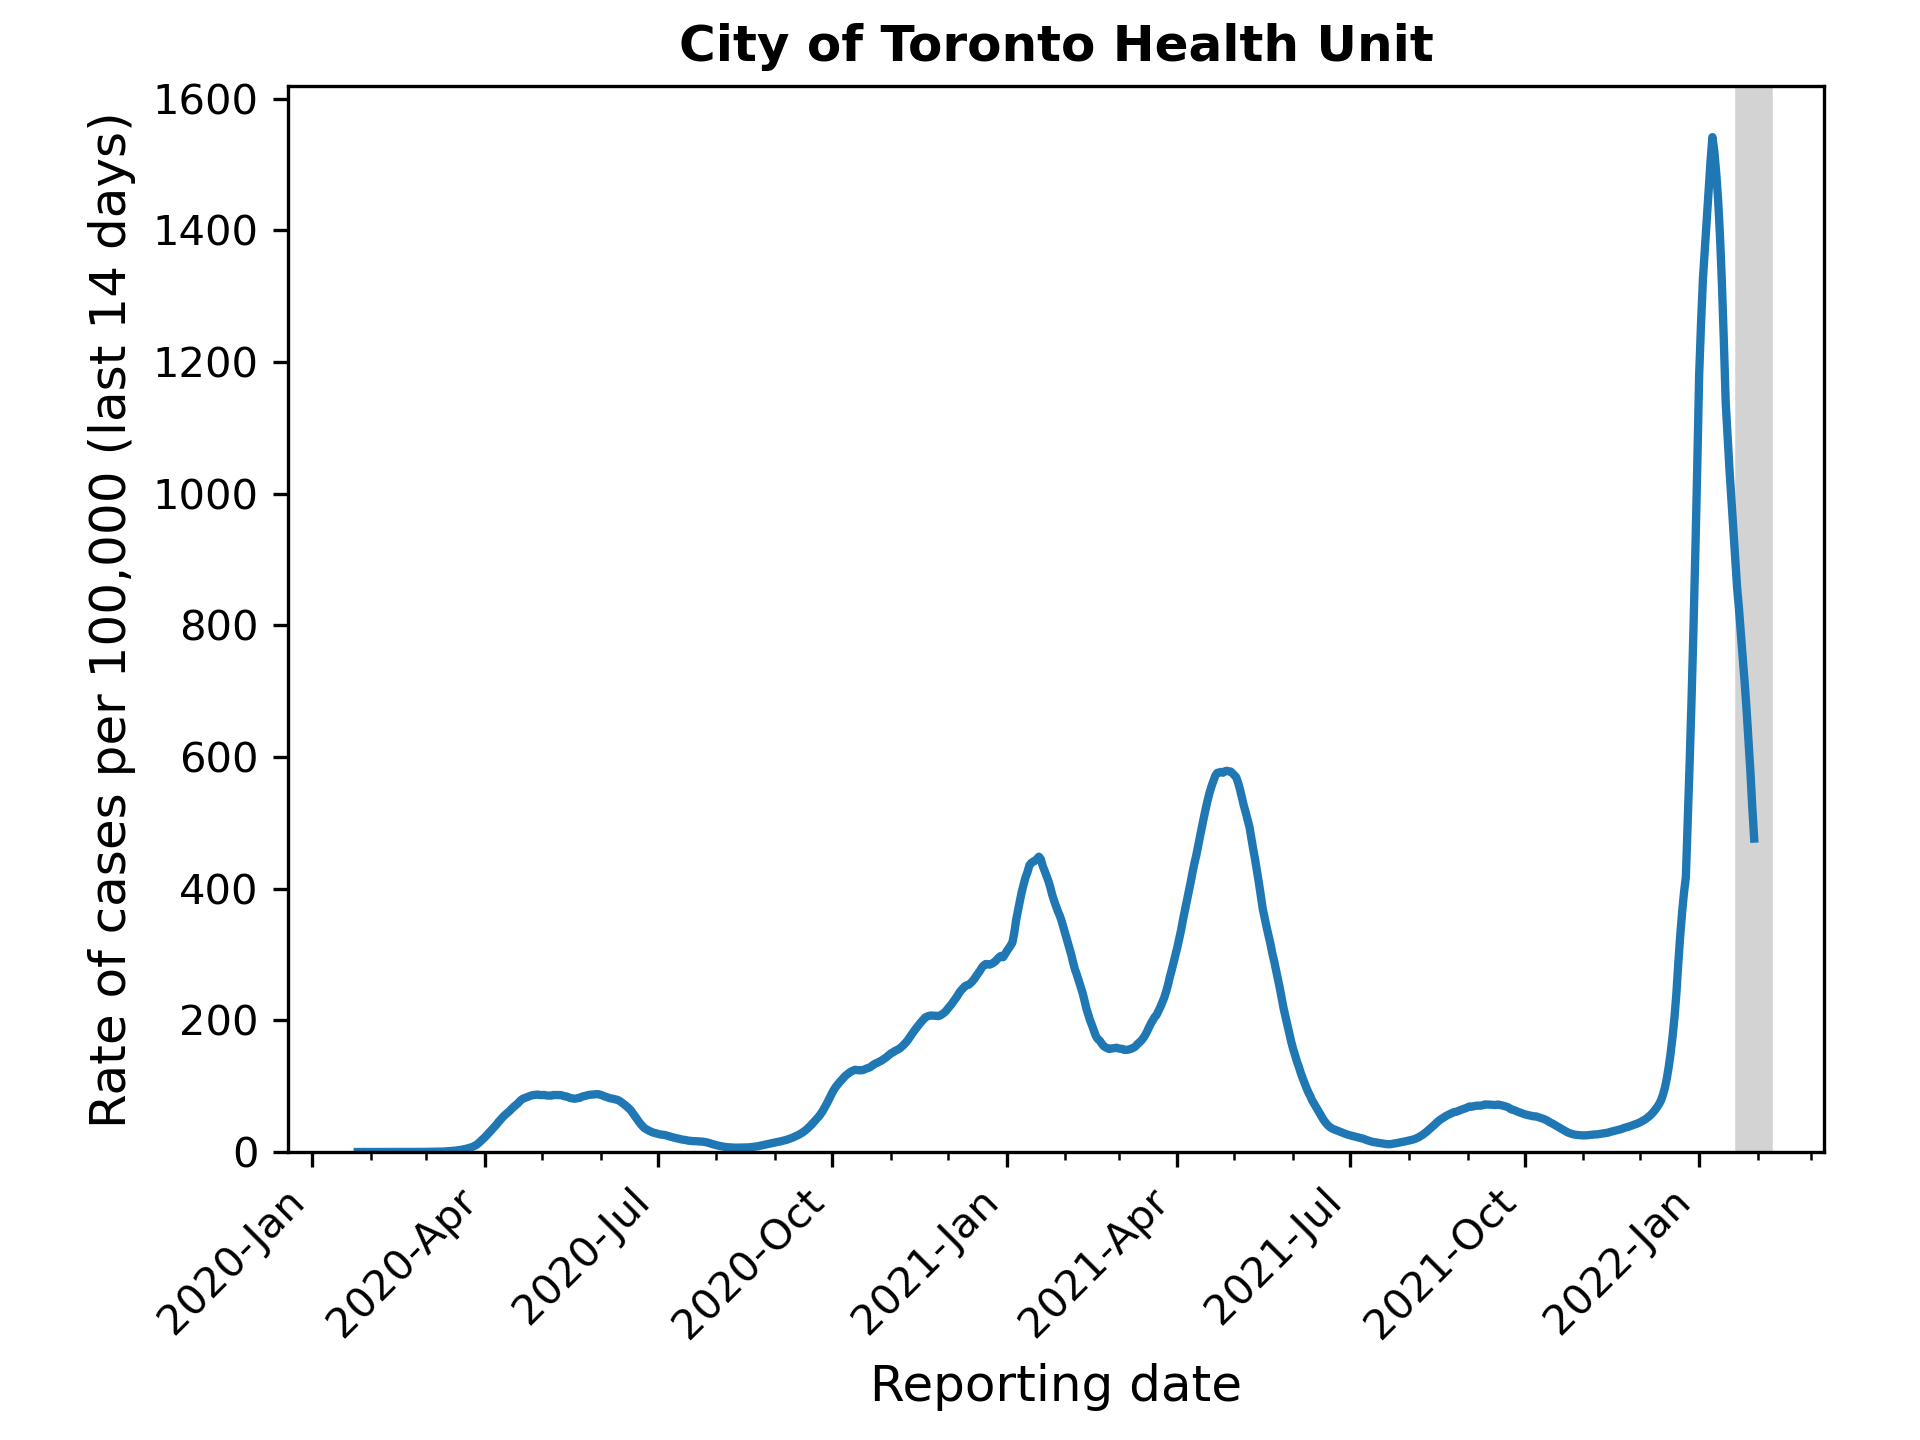 City of Toronto Health Unit
Rate of cases per 100,000 (last 14 days)
1600
1400
1200
1000
800
600
400
200
0
2020-Jan
2020-Apr
2020-Jul
2020-Oct
2021-Jan
2021-Apr
2021-Jul
2021-Oct
2022-Jan
Reporting date